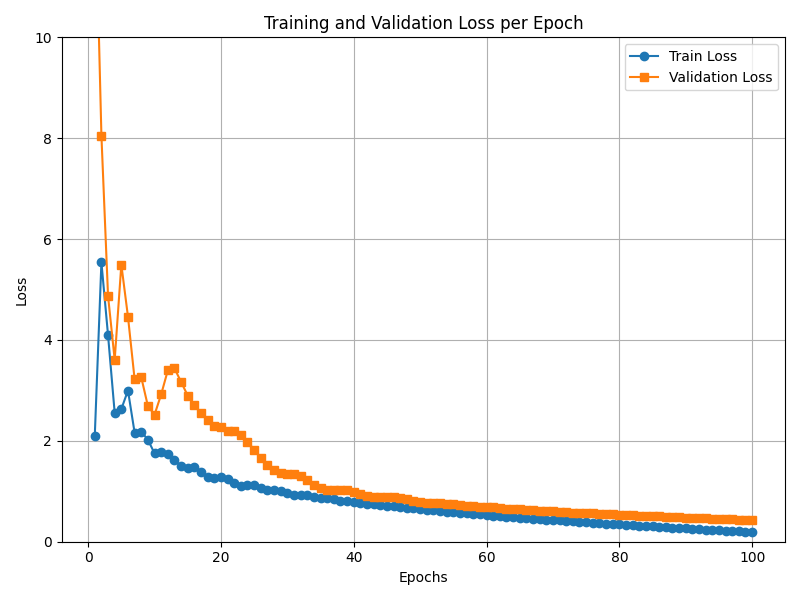 Training and Validation Loss per Epoch
Train Loss
Validation Loss
10
8
6
4
2
0
Loss
0 20 40 60 80 100
Epochs